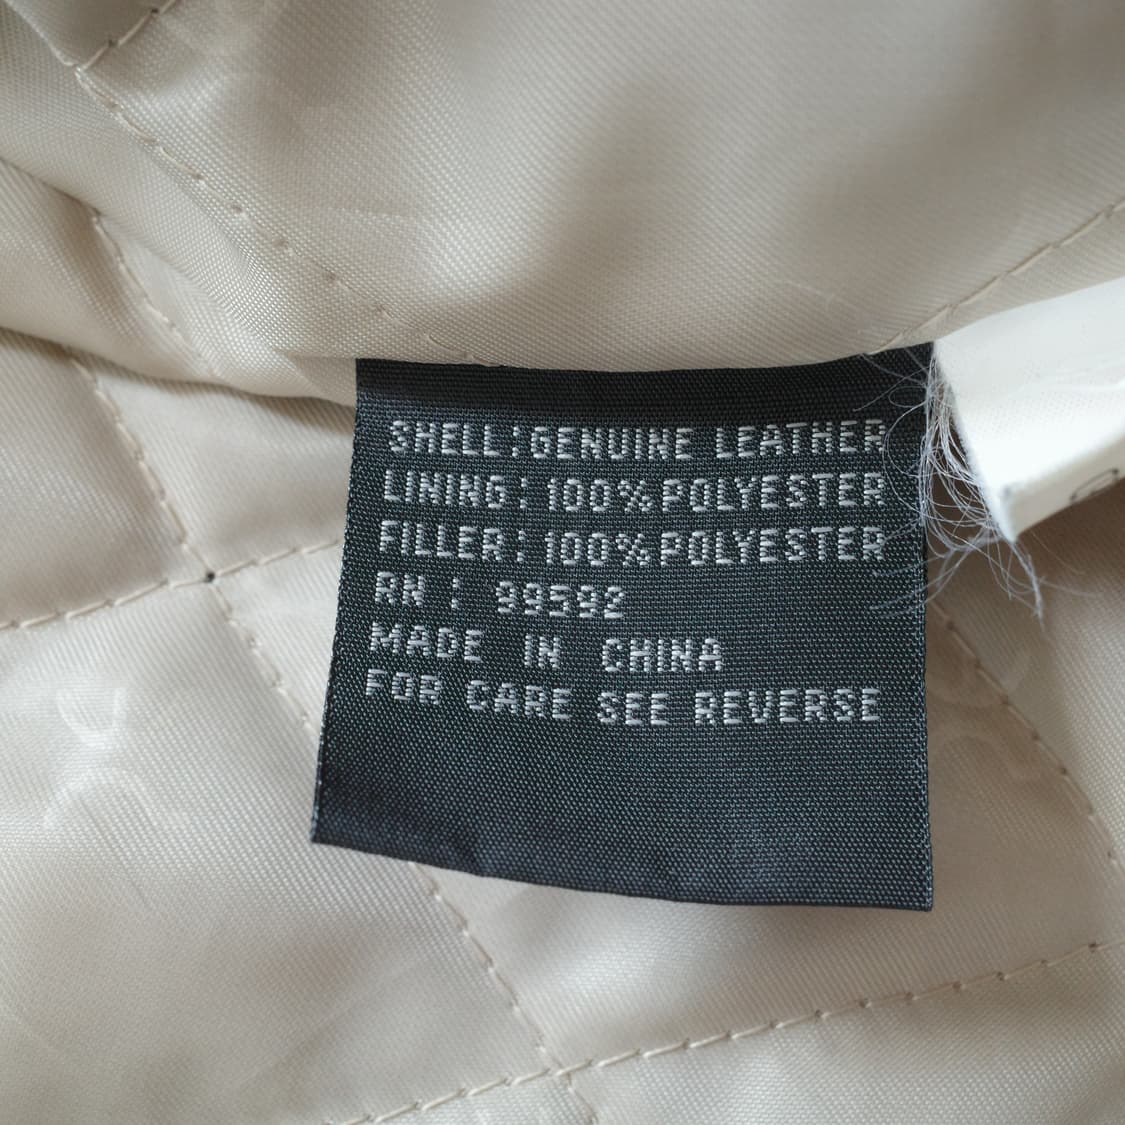 SHELL:GENUINE LEATHER
LINING:100%POLYESTER
FILLER:100%POLYESTER
RN : 99592
MADE IN CHINA
FOR CARE SEE REVERSE